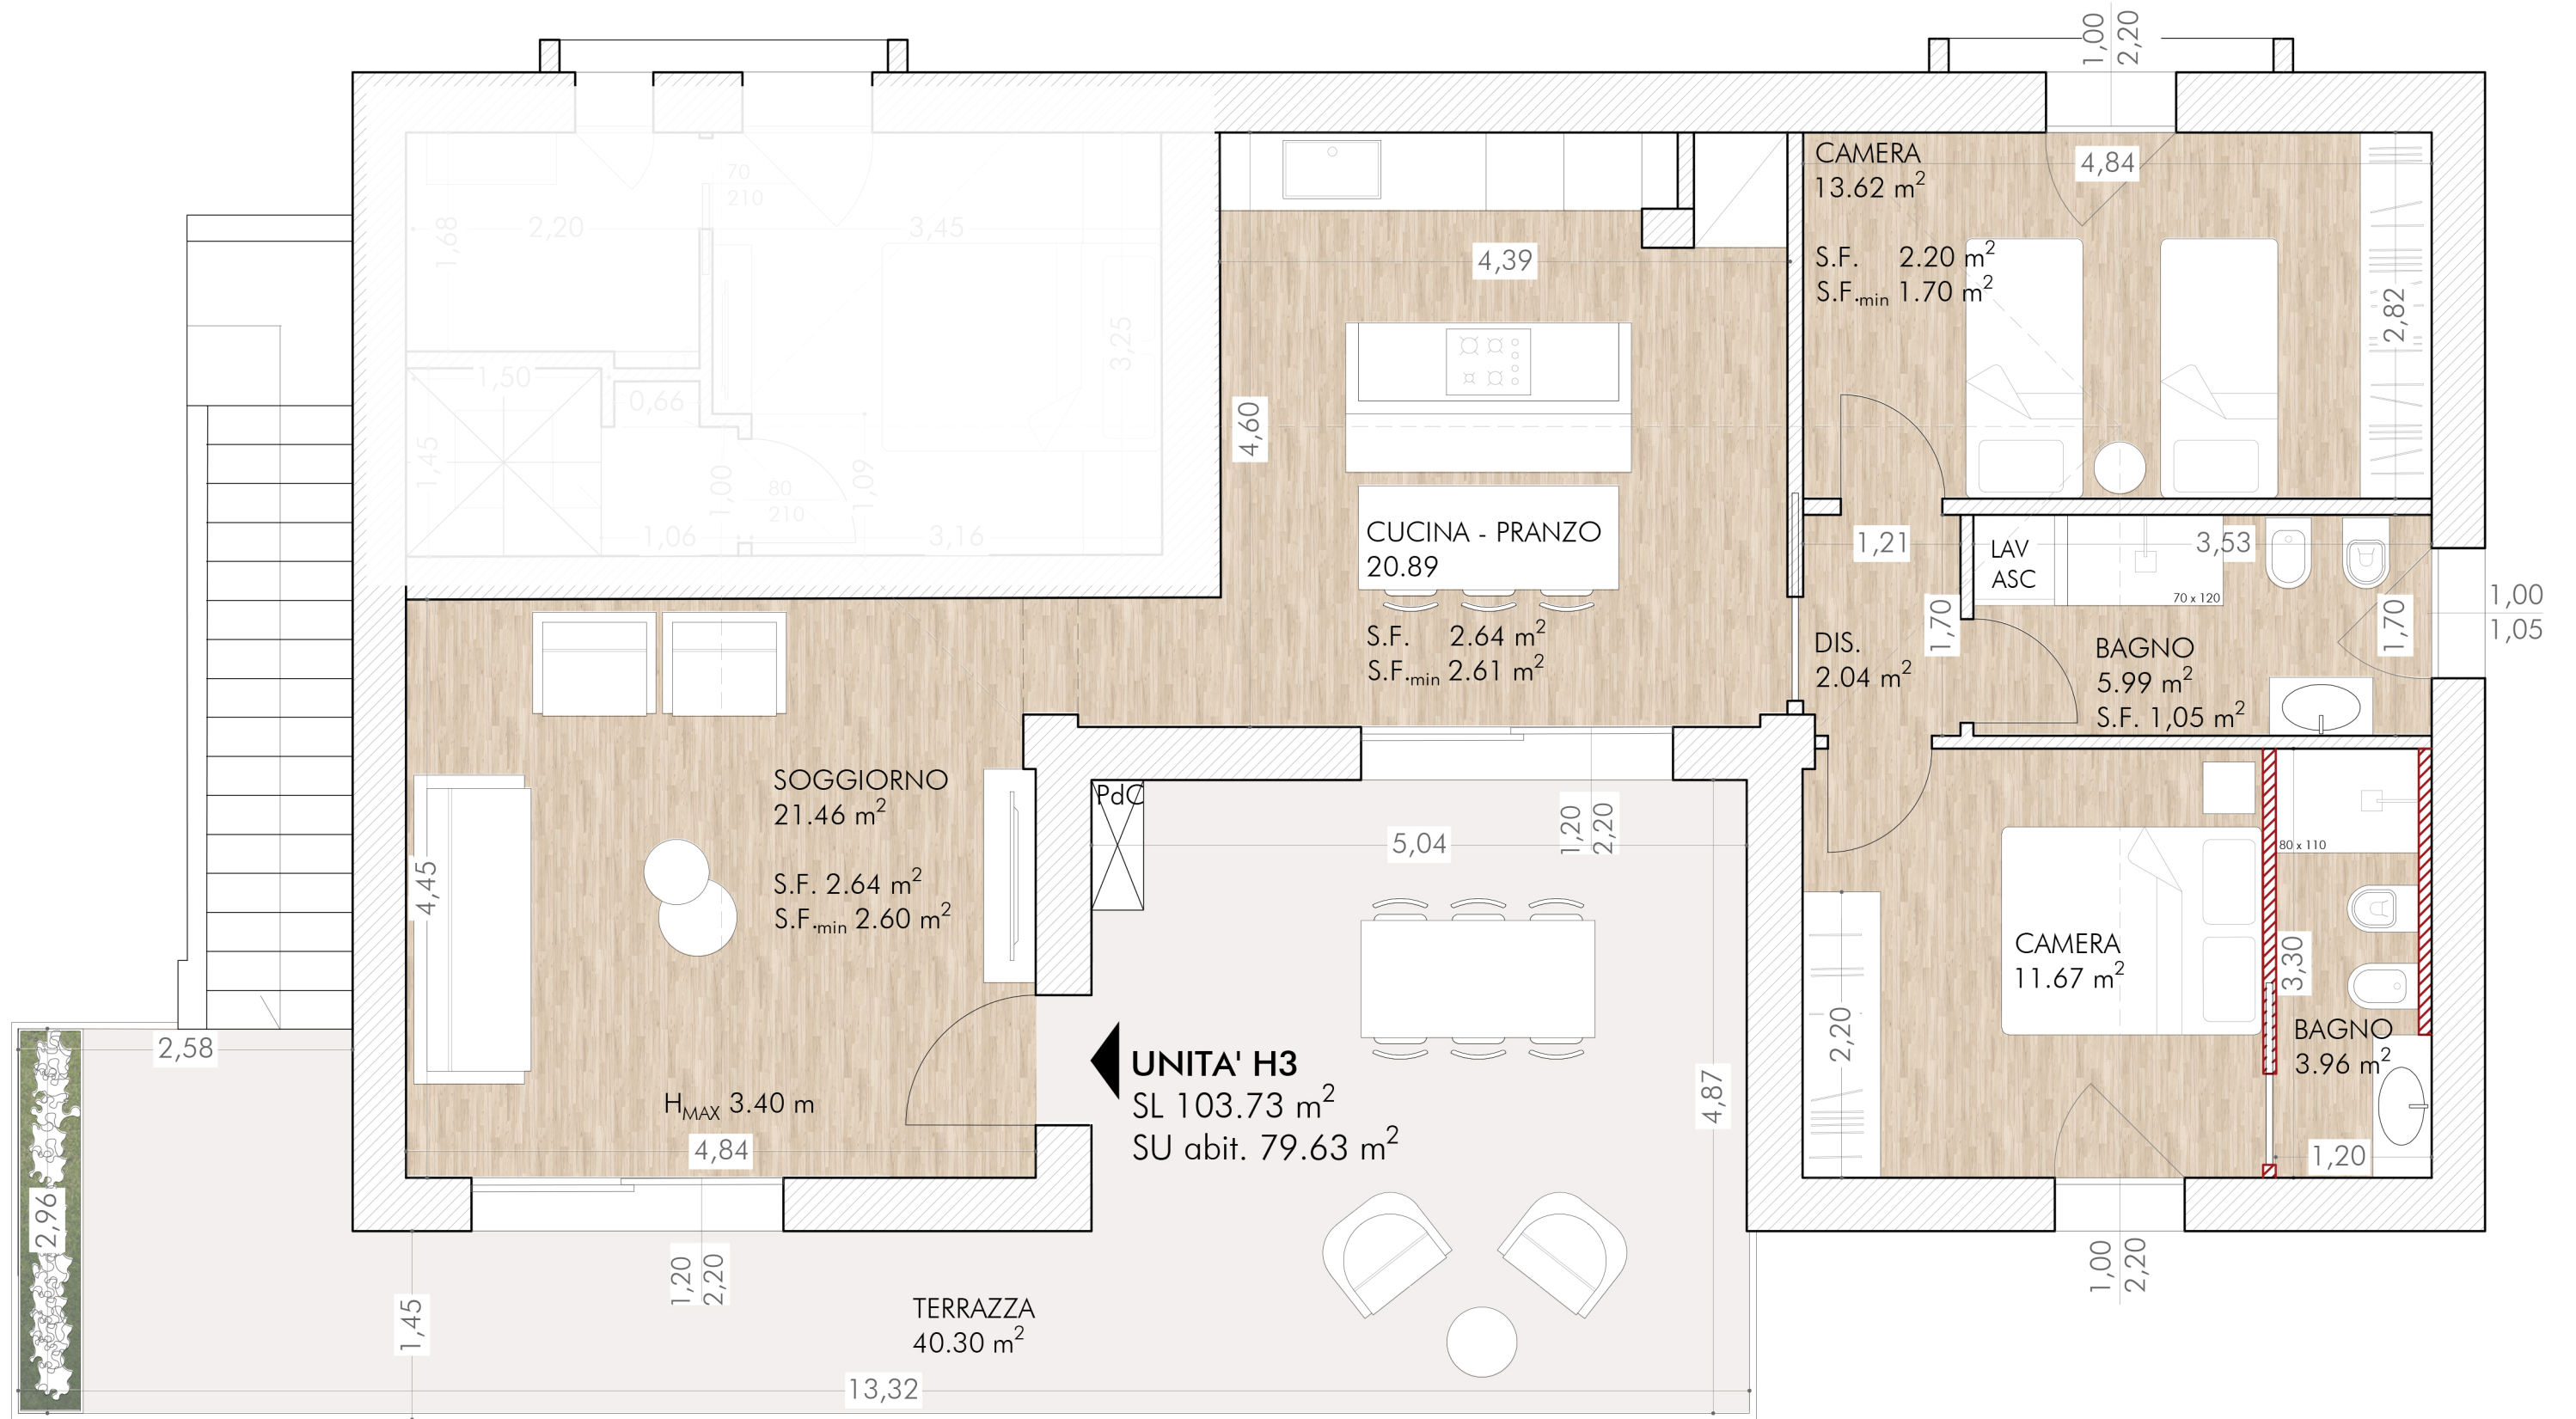 1,00
2,20
CAMERA
13.62 m²
4,84
S.F. 2.20 m²
S.F.min 1.70 m²
2,82
70
210
1,68
2,20
3,45
3,25
1,50
0,66
1,45
1,00
80
210
1,09
1,06
3,16
4,39
4,60
CUCINA - PRANZO
20.89
S.F. 2.64 m²
S.F.min 2.61 m²
1,21
LAV
ASC
3,53
70 x 120
1,00
1,05
1,70
1,70
DIS.
2.04 m²
BAGNO
5.99 m²
S.F. 1,05 m²
SOGGIORNO
21.46 m²
S.F. 2.64 m²
S.F.min 2.60 m²
4,45
HMAX 3.40 m
4,84
PdC
5,04
1,20
2,20
80 x 110
CAMERA
11.67 m²
3,30
2,20
BAGNO
3.96 m²
1,20
UNITA' H3
SL 103.73 m²
SU abit. 79.63 m²
4,87
2,58
2,96
1,20
2,20
1,00
2,20
1,45
TERRAZZA
40.30 m²
13,32